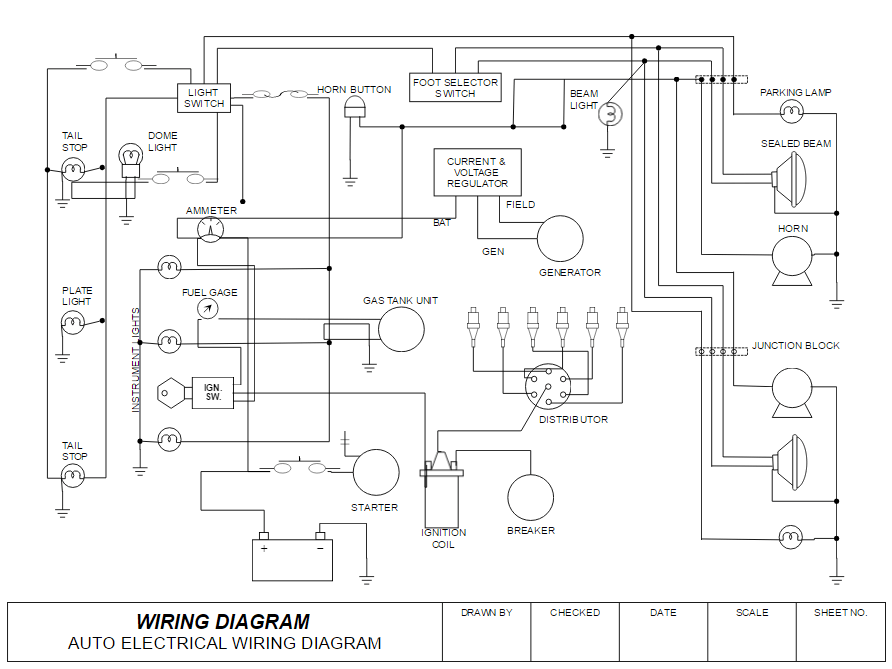 HORN BUTTON
FOOT SELECTOR
SWITCH
LIGHT
SWITCH
BEAM
LIGHT
PARKING LAMP
TAIL
STOP
DOME
LIGHT
SEALED BEAM
CURRENT &
VOLTAGE
REGULATOR
FIELD
AMMETER
BAT
HORN
GEN
GENERATOR
PLATE
LIGHT
FUEL GAGE
GAS TANK UNIT
INSTRUMENT LIGHTS
JUNCTION BLOCK
IGN.
SW.
DISTRIBUTOR
TAIL
STOP
STARTER
BREAKER
IGNITION
COIL
+ −
WIRING DIAGRAM
AUTO ELECTRICAL WIRING DIAGRAM
DRAWN BY
CHECKED
DATE
SCALE
SHEET NO.